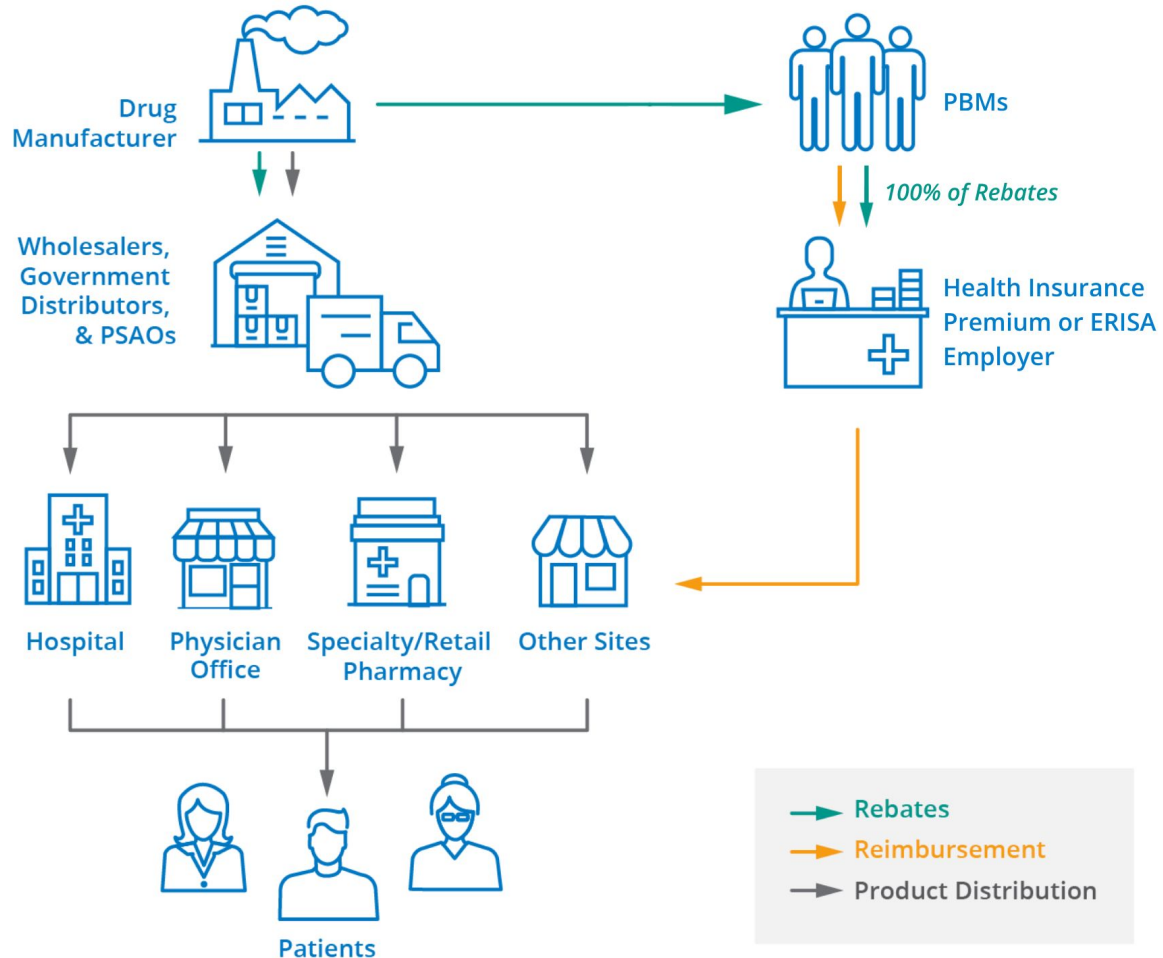 Drug
Manufacturer
PBMs
100% of Rebates
Wholesalers,
Government
Distributors,
& PSAOs
Health Insurance
Premium or ERISA
Employer
Hospital
Physician
Office
Specialty/Retail
Pharmacy
Other Sites
Patients
Rebates
Reimbursement
Product Distribution